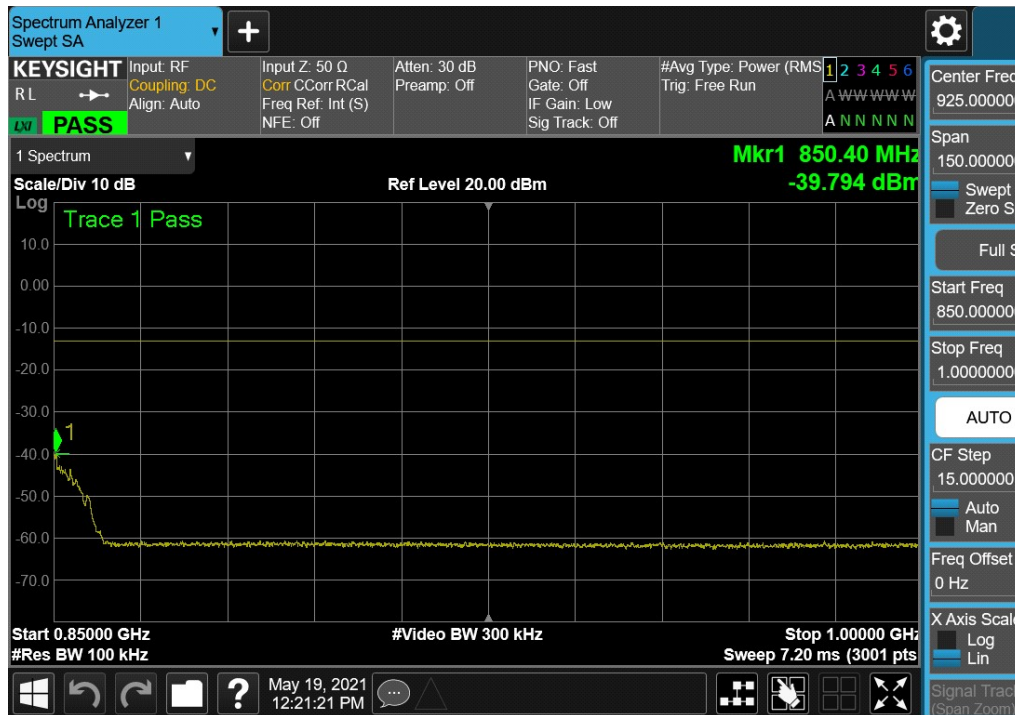 Spectrum Analyzer 1
Swept SA
KEYSIGHT
RL
LXI PASS
Input: RF
Coupling: DC
Align: Auto
Input Z: 50 Ω
Corr CCorr RCal
Freq Ref: Int (S)
NFE: Off
Atten: 30 dB
Preamp: Off
PNO: Fast
Gate: Off
IF Gain: Low
Sig Track: Off
#Avg Type: Power (RMS
Trig: Free Run
1 2 3 4 5 6
A W W W W W
A N N N N N
1 Spectrum
Mkr1 850.40 MHz
-39.794 dBm
Scale/Div 10 dB
Ref Level 20.00 dBm
Log
Trace 1 Pass
10.0
0.00
-10.0
-20.0
-30.0
1
-40.0
-50.0
-60.0
-70.0
Start 0.85000 GHz
#Video BW 300 kHz
Stop 1.00000 GHz
#Res BW 100 kHz
Sweep 7.20 ms (3001 pts
?
May 19, 2021
12:21:21 PM
Center Freq
925.00000
Span
150.00000
Swept
Zero S
Full S
Start Freq
850.00000
Stop Freq
1.0000000
AUTO
CF Step
15.000000
Auto
Man
Freq Offset
0 Hz
X Axis Scale
Log
Lin
Signal Track
(Span Zoom)